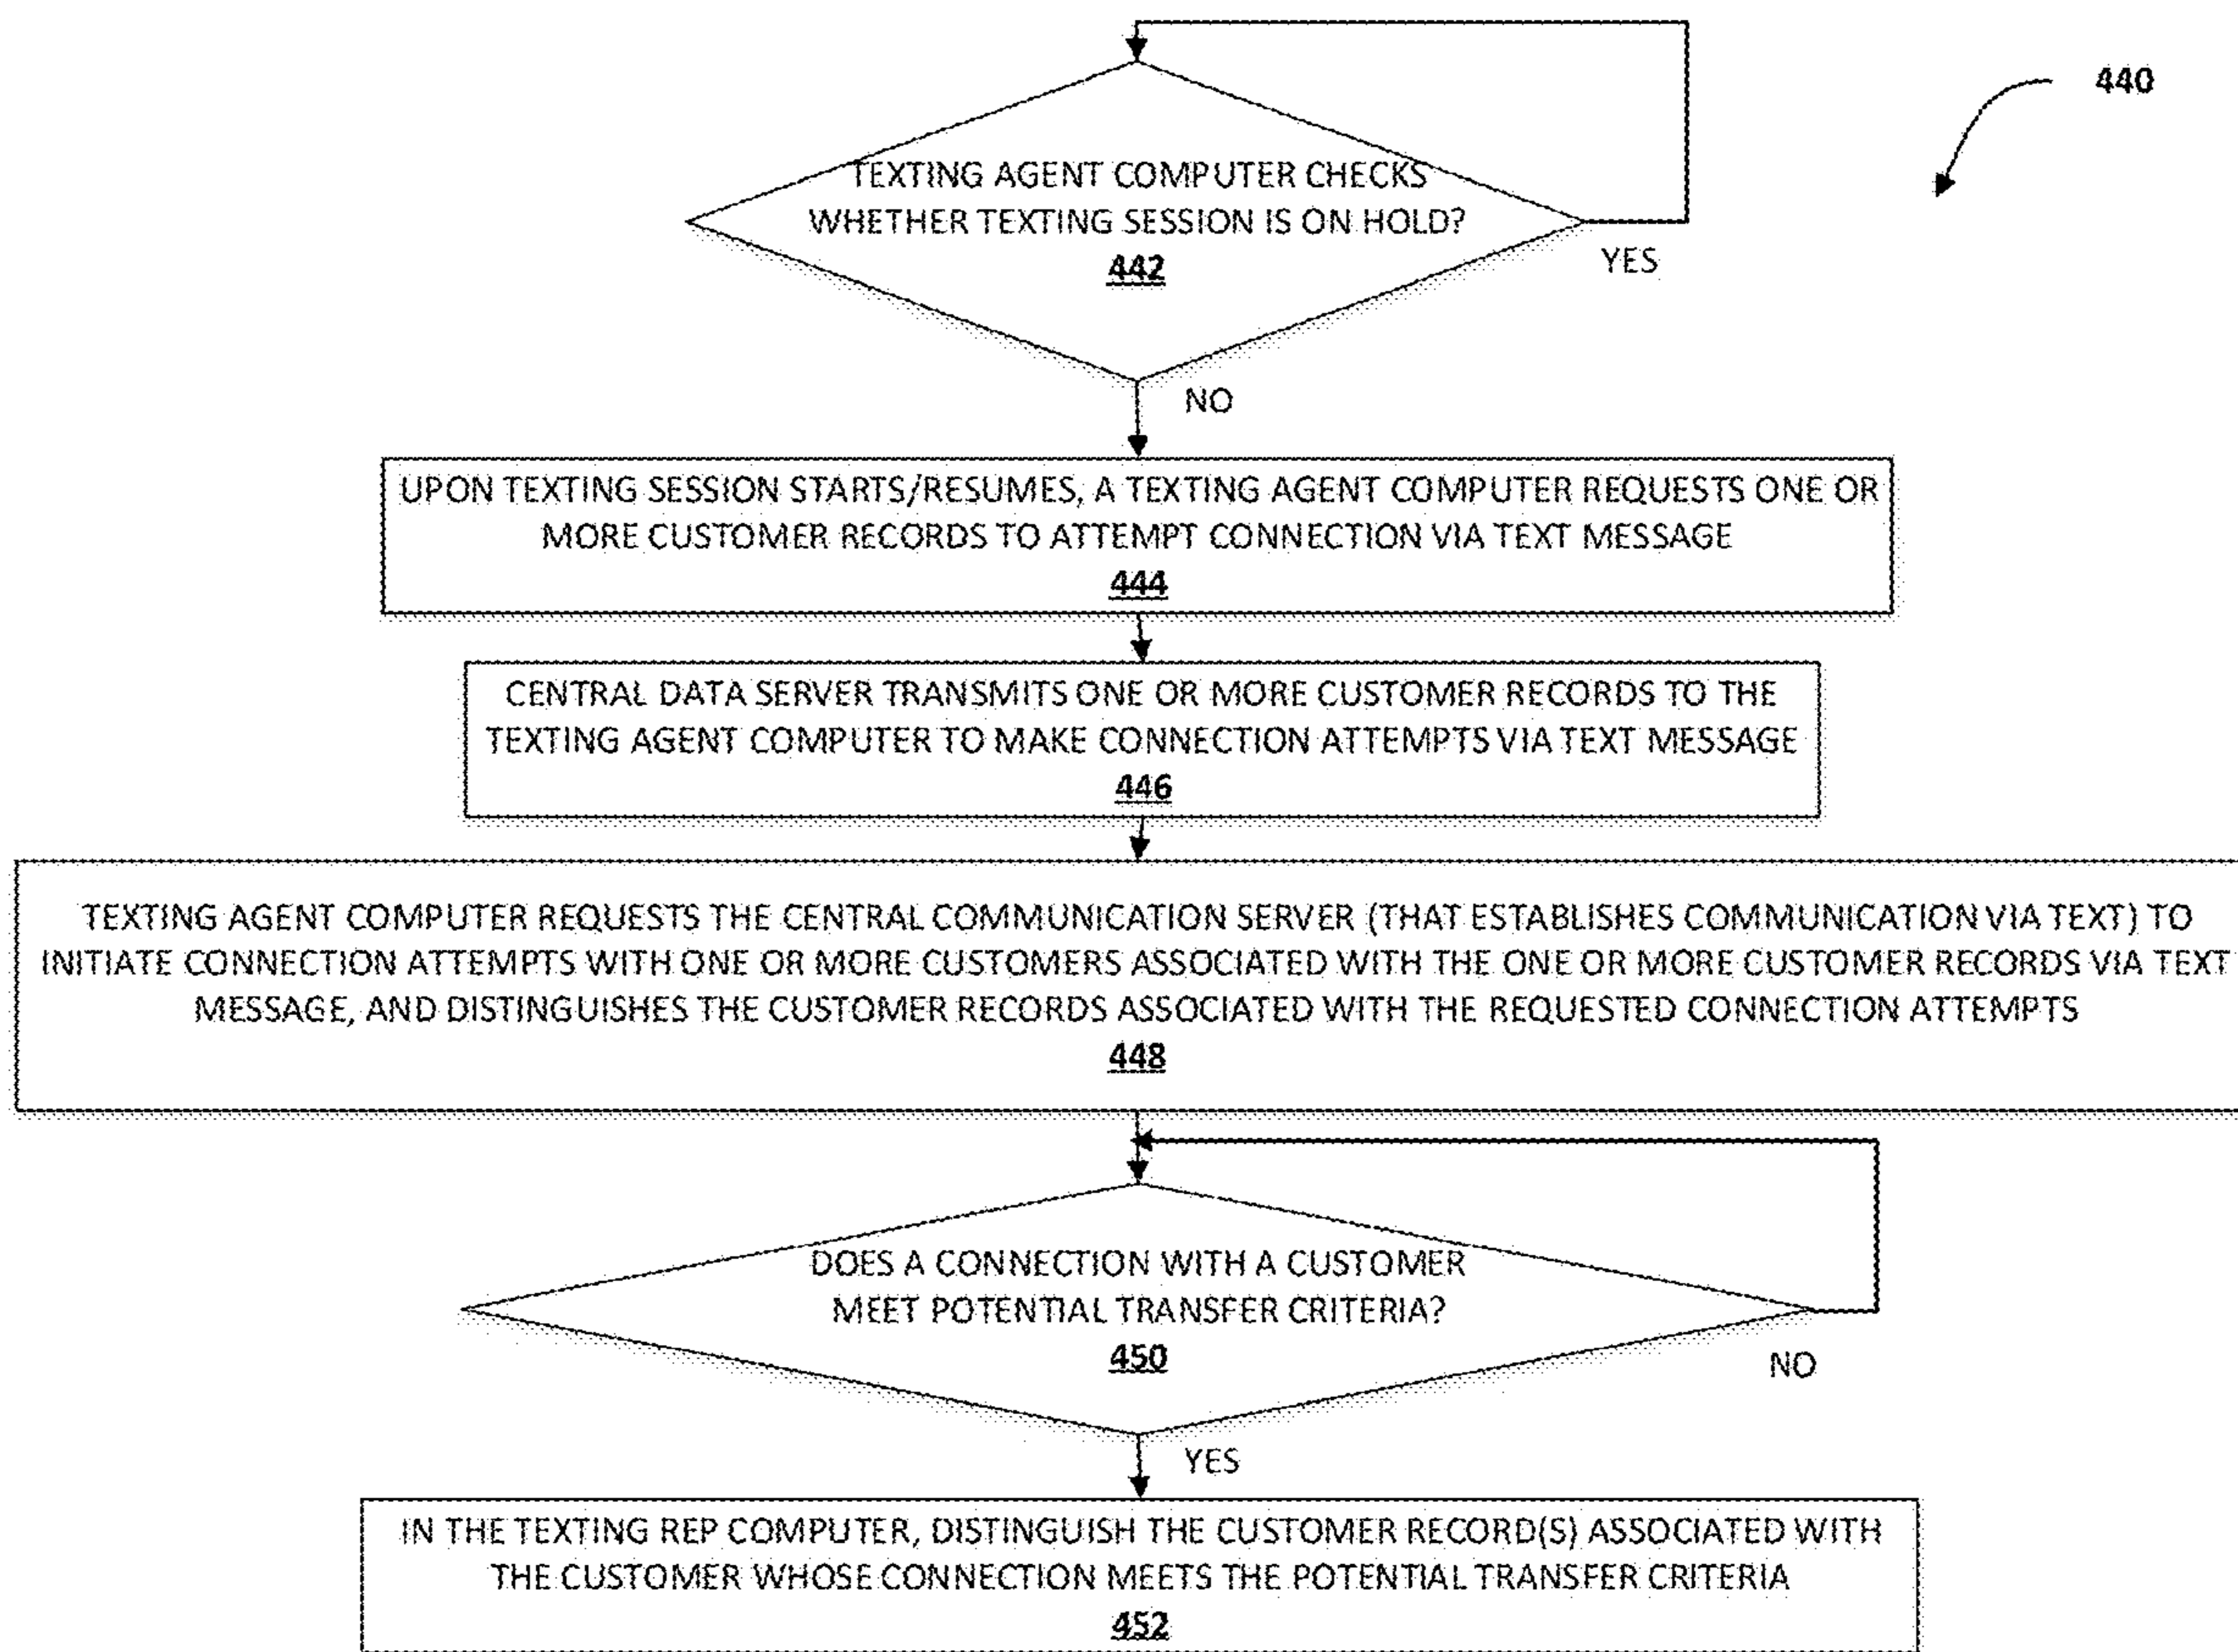 440
TEXTING AGENT COMPUTER CHECKS
WHETHER TEXTING SESSION IS ON HOLD?
442
YES
NO
UPON TEXTING SESSION STARTS/RESUMES, A TEXTING AGENT COMPUTER REQUESTS ONE OR
MORE CUSTOMER RECORDS TO ATTEMPT CONNECTION VIA TEXT MESSAGE
444
CENTRAL DATA SERVER TRANSMITS ONE OR MORE CUSTOMER RECORDS TO THE
TEXTING AGENT COMPUTER TO MAKE CONNECTION ATTEMPTS VIA TEXT MESSAGE
446
TEXTING AGENT COMPUTER REQUESTS THE CENTRAL COMMUNICATION SERVER (THAT ESTABLISHES COMMUNICATION VIA TEXT) TO
INITIATE CONNECTION ATTEMPTS WITH ONE OR MORE CUSTOMERS ASSOCIATED WITH THE ONE OR MORE CUSTOMER RECORDS VIA TEXT
MESSAGE, AND DISTINGUISHES THE CUSTOMER RECORDS ASSOCIATED WITH THE REQUESTED CONNECTION ATTEMPTS
448
DOES A CONNECTION WITH A CUSTOMER
MEET POTENTIAL TRANSFER CRITERIA?
450
NO
YES
IN THE TEXTING REP COMPUTER, DISTINGUISH THE CUSTOMER RECORD(S) ASSOCIATED WITH
THE CUSTOMER WHOSE CONNECTION MEETS THE POTENTIAL TRANSFER CRITERIA
452